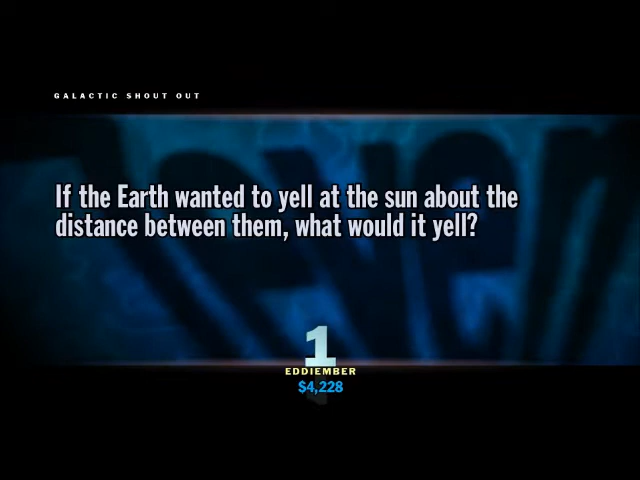 GALACTIC SHOUT OUT
If the Earth wanted to yell at the sun about the
distance between them, what would it yell?
1
EDDIEMBER
$4,228